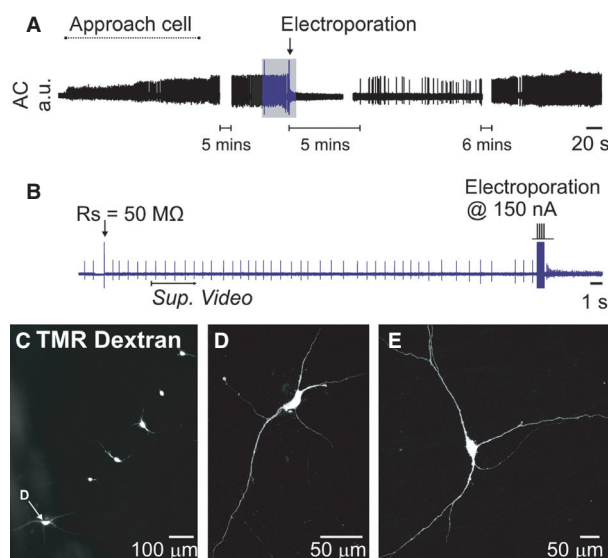 A
Approach cell
Electroporation
AC
a.u.
5 mins
5 mins
6 mins
20 s
B
Rs = 50 MΩ
Electroporation
@ 150 nA
Sup. Video
1 s
C TMR Dextran
D
E
D
100 µm
50 µm
50 µm